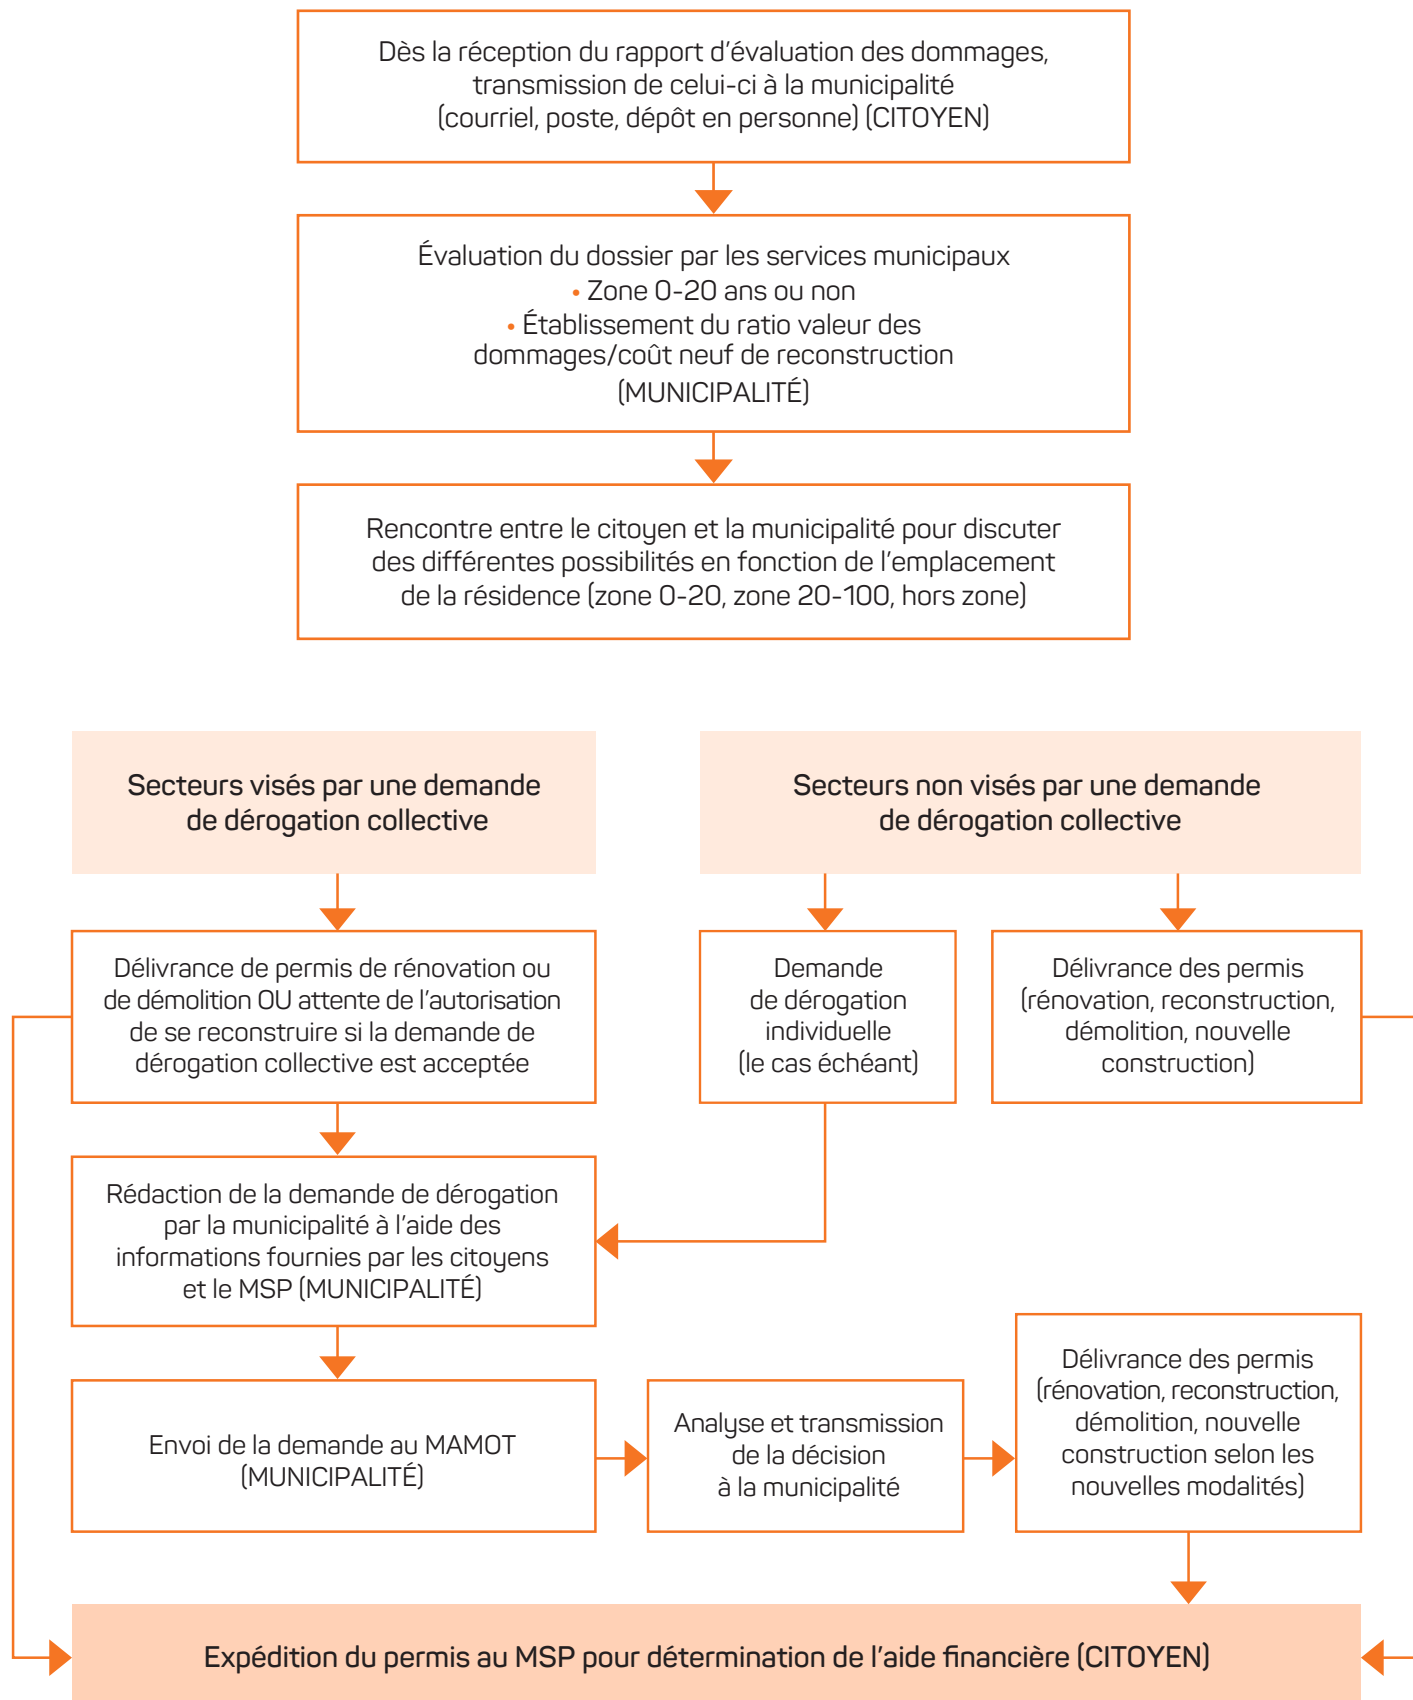 Dès la réception du rapport d'évaluation des dommages,
transmission de celui-ci à la municipalité
(courriel, poste, dépôt en personne) (CITOYEN)
Évaluation du dossier par les services municipaux
• Zone 0-20 ans ou non
• Établissement du ratio valeur des
dommages/coût neuf de reconstruction
(MUNICIPALITÉ)
Rencontre entre le citoyen et la municipalité pour discuter
des différentes possibilités en fonction de l'emplacement
de la résidence (zone 0-20, zone 20-100, hors zone)
Secteurs visés par une demande
de dérogation collective
Secteurs non visés par une demande
de dérogation collective
Délivrance de permis de rénovation ou
de démolition OU attente de l'autorisation
de se reconstruire si la demande de
dérogation collective est acceptée
Demande
de dérogation
individuelle
(le cas échéant)
Délivrance des permis
(rénovation, reconstruction,
démolition, nouvelle
construction)
Rédaction de la demande de dérogation
par la municipalité à l'aide des
informations fournies par les citoyens
et le MSP (MUNICIPALITÉ)
Envoi de la demande au MAMOT
(MUNICIPALITÉ)
Analyse et transmission
de la décision
à la municipalité
Délivrance des permis
(rénovation, reconstruction,
démolition, nouvelle
construction selon les
nouvelles modalités)
Expédition du permis au MSP pour détermination de l'aide financière (CITOYEN)